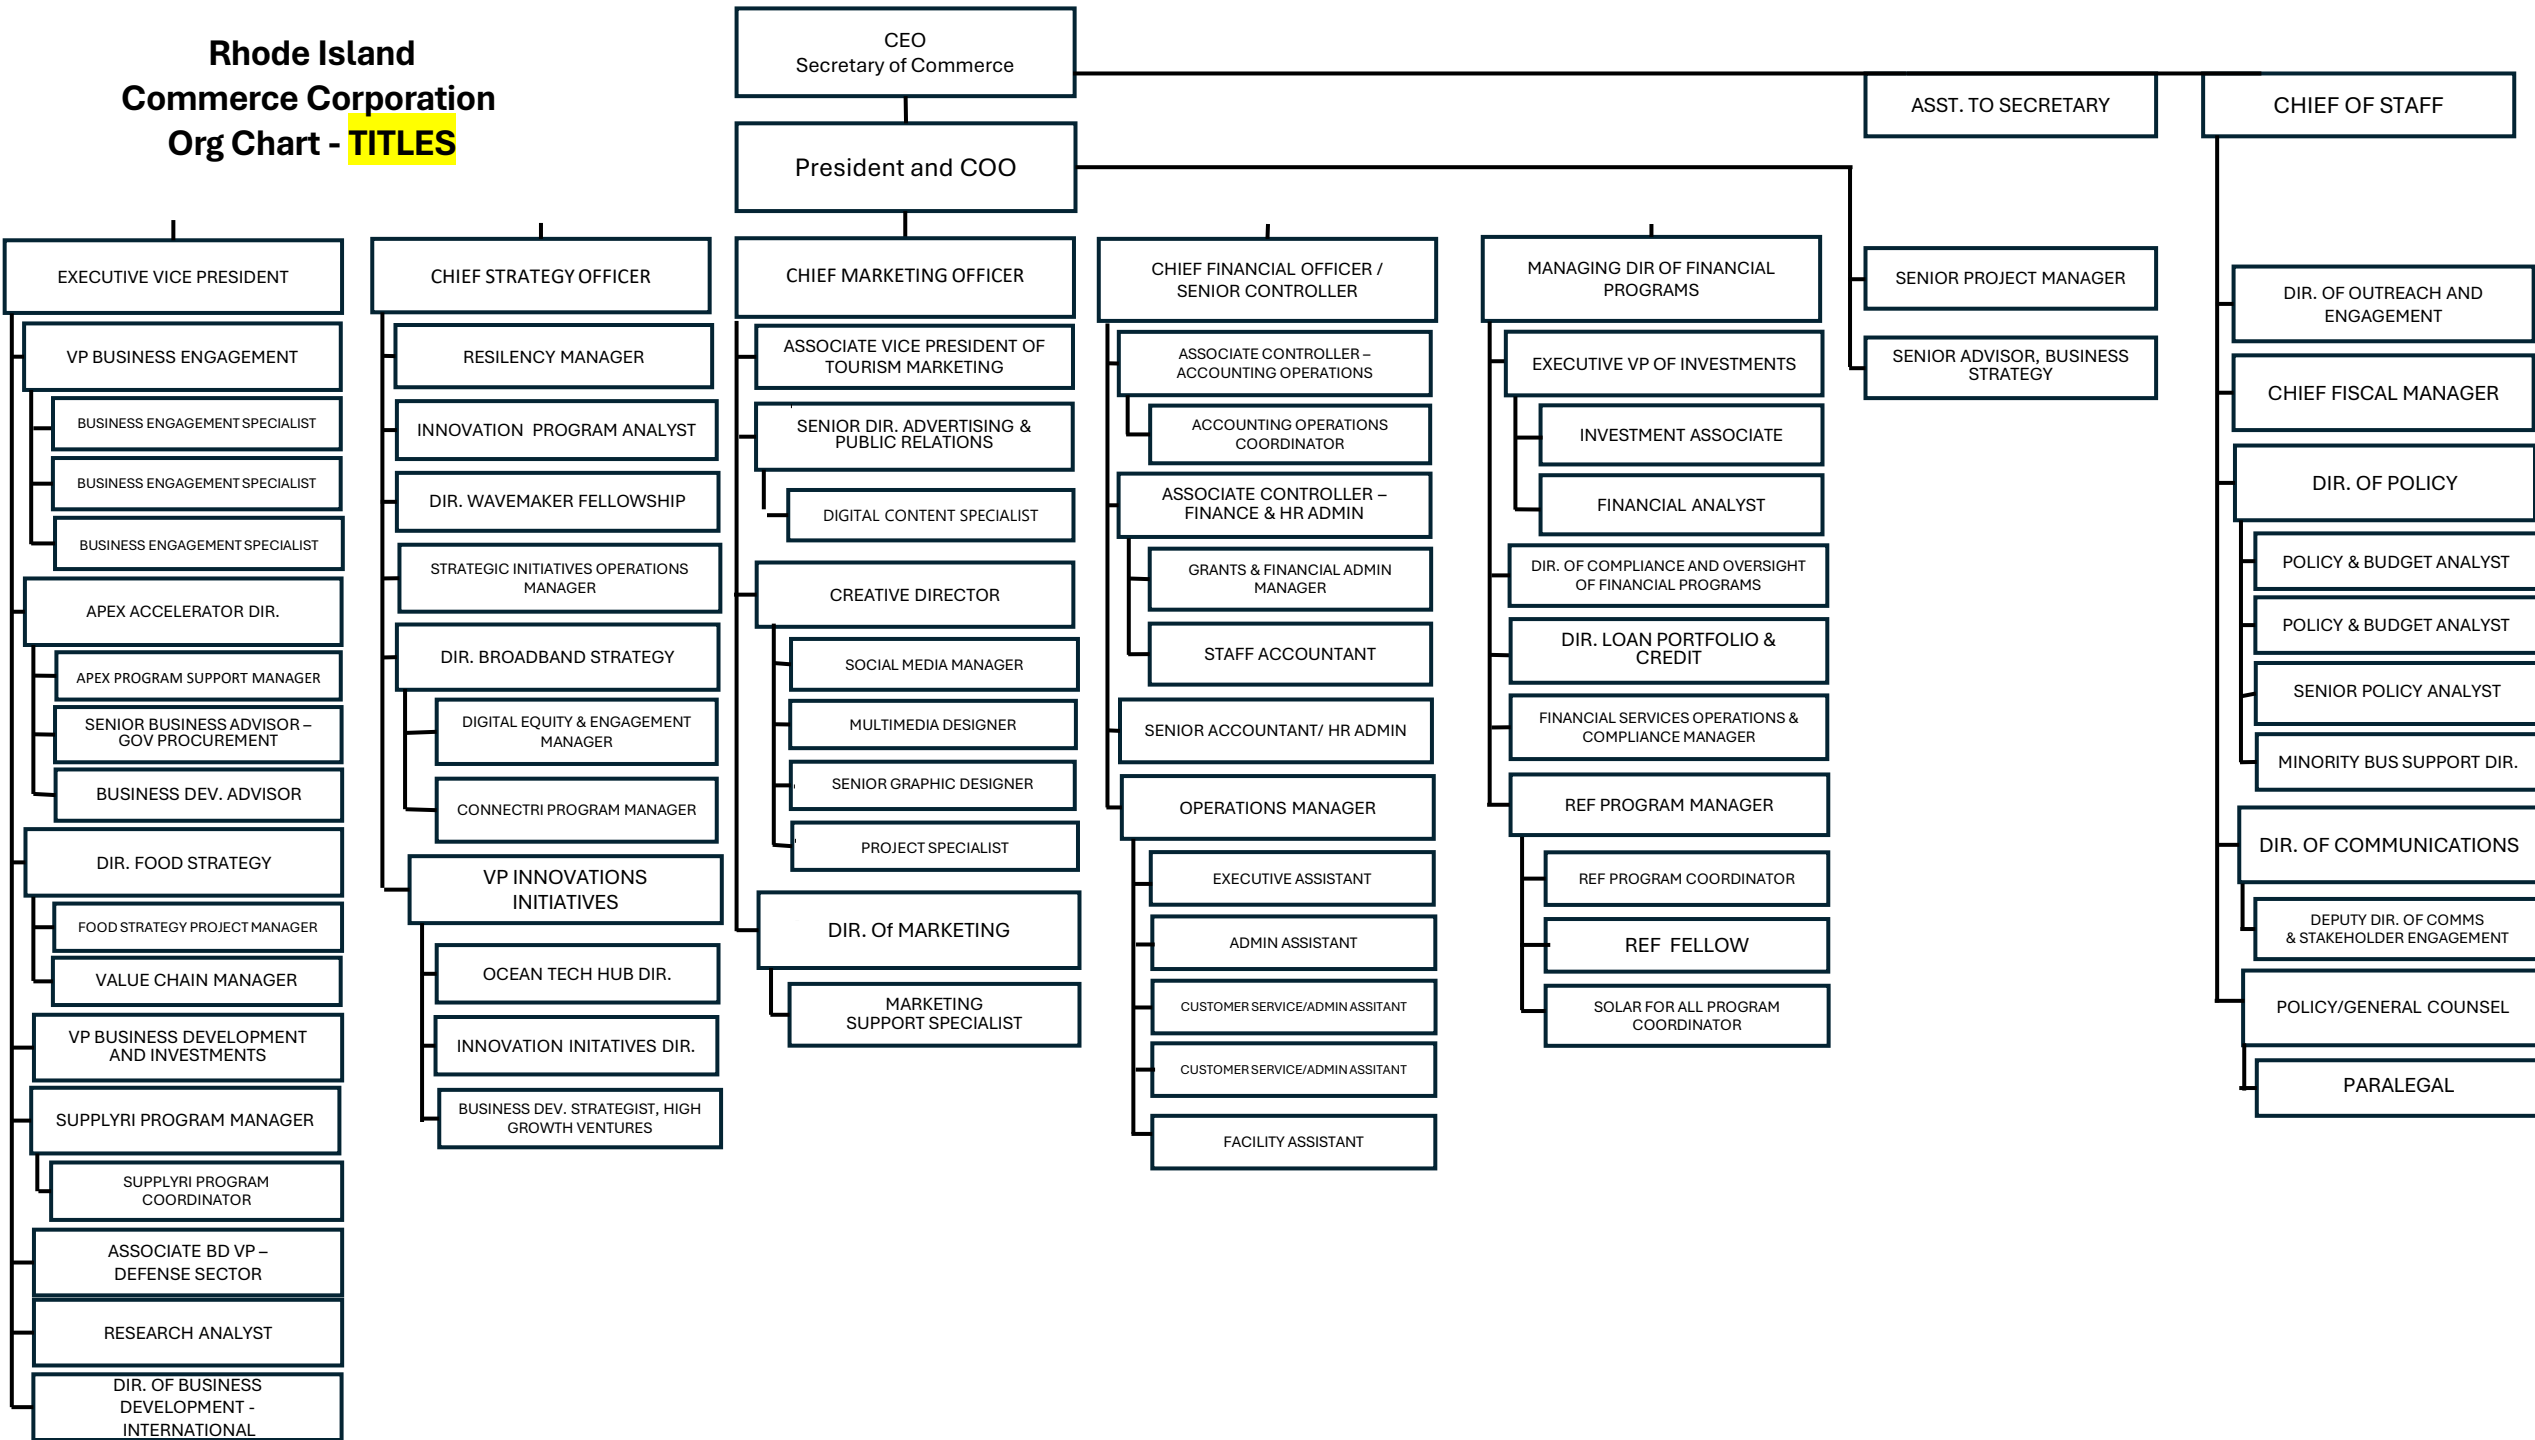 Rhode Island
Commerce Corporation
Org Chart - TITLES
CEO
Secretary of Commerce
ASST. TO SECRETARY
CHIEF OF STAFF
President and COO
EXECUTIVE VICE PRESIDENT
VP BUSINESS ENGAGEMENT
BUSINESS ENGAGEMENT SPECIALIST
BUSINESS ENGAGEMENT SPECIALIST
BUSINESS ENGAGEMENT SPECIALIST
APEX ACCELERATOR DIR.
APEX PROGRAM SUPPORT MANAGER
SENIOR BUSINESS ADVISOR –
GOV PROCUREMENT
BUSINESS DEV. ADVISOR
DIR. FOOD STRATEGY
FOOD STRATEGY PROJECT MANAGER
VALUE CHAIN MANAGER
VP BUSINESS DEVELOPMENT
AND INVESTMENTS
SUPPLYRI PROGRAM MANAGER
SUPPLYRI PROGRAM
COORDINATOR
ASSOCIATE BD VP –
DEFENSE SECTOR
RESEARCH ANALYST
DIR. OF BUSINESS
DEVELOPMENT -
INTERNATIONAL
CHIEF STRATEGY OFFICER
RESILENCY MANAGER
INNOVATION PROGRAM ANALYST
DIR. WAVEMAKER FELLOWSHIP
STRATEGIC INITIATIVES OPERATIONS
MANAGER
DIR. BROADBAND STRATEGY
DIGITAL EQUITY & ENGAGEMENT
MANAGER
CONNECTRI PROGRAM MANAGER
VP INNOVATIONS
INITIATIVES
OCEAN TECH HUB DIR.
INNOVATION INITATIVES DIR.
BUSINESS DEV. STRATEGIST, HIGH
GROWTH VENTURES
CHIEF MARKETING OFFICER
ASSOCIATE VICE PRESIDENT OF
TOURISM MARKETING
SENIOR DIR. ADVERTISING &
PUBLIC RELATIONS
DIGITAL CONTENT SPECIALIST
CREATIVE DIRECTOR
SOCIAL MEDIA MANAGER
MULTIMEDIA DESIGNER
SENIOR GRAPHIC DESIGNER
PROJECT SPECIALIST
DIR. Of MARKETING
MARKETING
SUPPORT SPECIALIST
CHIEF FINANCIAL OFFICER /
SENIOR CONTROLLER
ASSOCIATE CONTROLLER –
ACCOUNTING OPERATIONS
ACCOUNTING OPERATIONS
COORDINATOR
ASSOCIATE CONTROLLER –
FINANCE & HR ADMIN
GRANTS & FINANCIAL ADMIN
MANAGER
STAFF ACCOUNTANT
SENIOR ACCOUNTANT/ HR ADMIN
OPERATIONS MANAGER
EXECUTIVE ASSISTANT
ADMIN ASSISTANT
CUSTOMER SERVICE/ADMIN ASSITANT
CUSTOMER SERVICE/ADMIN ASSITANT
FACILITY ASSISTANT
MANAGING DIR OF FINANCIAL
PROGRAMS
EXECUTIVE VP OF INVESTMENTS
INVESTMENT ASSOCIATE
FINANCIAL ANALYST
DIR. OF COMPLIANCE AND OVERSIGHT
OF FINANCIAL PROGRAMS
DIR. LOAN PORTFOLIO &
CREDIT
FINANCIAL SERVICES OPERATIONS &
COMPLIANCE MANAGER
REF PROGRAM MANAGER
REF PROGRAM COORDINATOR
REF FELLOW
SOLAR FOR ALL PROGRAM
COORDINATOR
SENIOR PROJECT MANAGER
SENIOR ADVISOR, BUSINESS
STRATEGY
DIR. OF OUTREACH AND
ENGAGEMENT
CHIEF FISCAL MANAGER
DIR. OF POLICY
POLICY & BUDGET ANALYST
POLICY & BUDGET ANALYST
SENIOR POLICY ANALYST
MINORITY BUS SUPPORT DIR.
DIR. OF COMMUNICATIONS
DEPUTY DIR. OF COMMS
& STAKEHOLDER ENGAGEMENT
POLICY/GENERAL COUNSEL
PARALEGAL